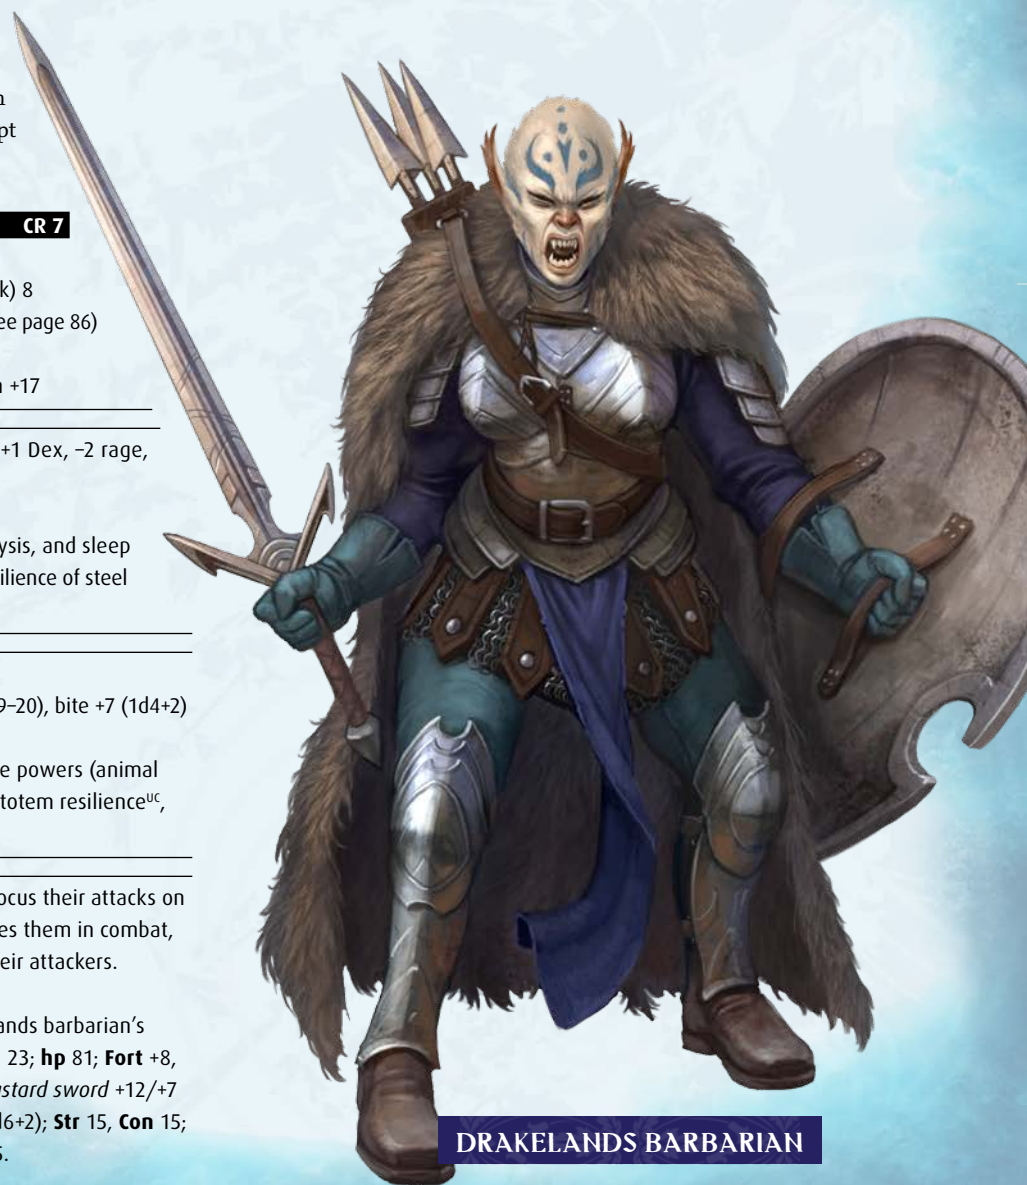 n
pt
CR 7
k) 8
ee page 86)
+17
+1 Dex, –2 rage,
ysis, and sleep
ilience of steel
9–20), bite +7 (1d4+2)
e powers (animal
totem resilienceᵁᶜ,
ocus their attacks on
es them in combat,
eir attackers.
ands barbarian's
23; hp 81; Fort +8,
stard sword +12/+7
6+2); Str 15, Con 15;
DRAKELANDS BARBARIAN